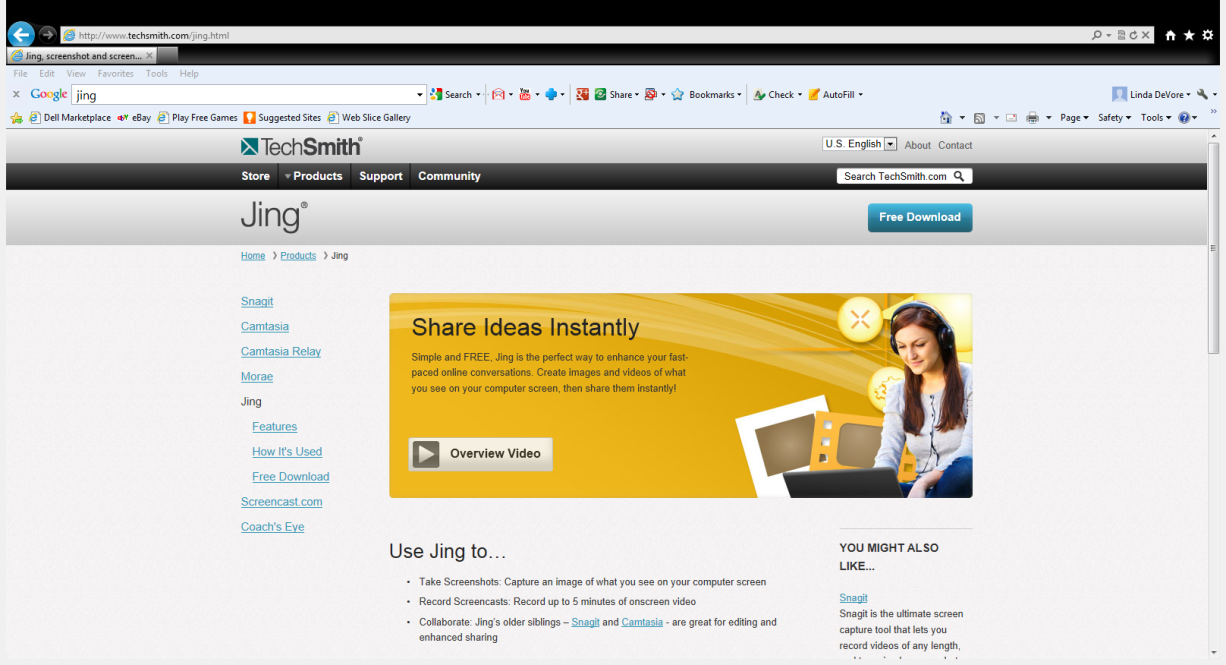 http://www.techsmith.com/jing.html
Jing, screenshot and screen...
File Edit View Favorites Tools Help
Google jing Search Share Bookmarks Check AutoFill Linda DeVore
Dell Marketplace eBay Play Free Games Suggested Sites Web Slice Gallery Page Safety Tools
TechSmith® U.S. English About Contact
Store Products Support Community Search TechSmith.com
Jing® Free Download
Home Products Jing
Snagit
Camtasia
Camtasia Relay
Morae
Jing
Features
How It's Used
Free Download
Screencast.com
Coach's Eye
Share Ideas Instantly
Simple and FREE, Jing is the perfect way to enhance your fast-
paced online conversations. Create images and videos of what
you see on your computer screen, then share them instantly!
Overview Video
Use Jing to…
• Take Screenshots: Capture an image of what you see on your computer screen
• Record Screencasts: Record up to 5 minutes of onscreen video
• Collaborate: Jing's older siblings – Snagit and Camtasia - are great for editing and
enhanced sharing
YOU MIGHT ALSO
LIKE...
Snagit
Snagit is the ultimate screen
capture tool that lets you
record videos of any length,